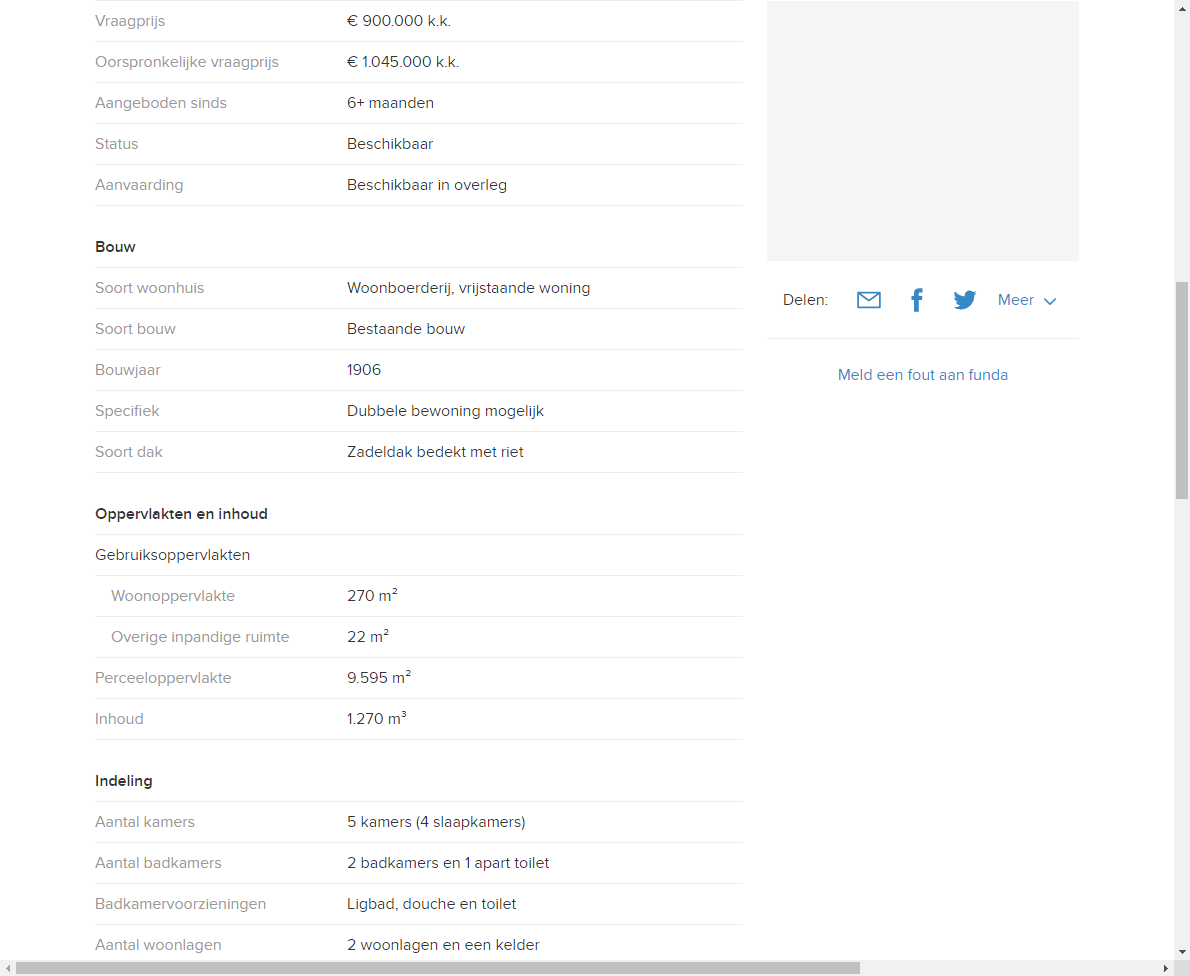 Vraagprijs € 900.000 k.k.
Oorspronkelijke vraagprijs € 1.045.000 k.k.
Aangeboden sinds 6+ maanden
Status Beschikbaar
Aanvaarding Beschikbaar in overleg
Bouw
Soort woonhuis Woonboerderij, vrijstaande woning
Soort bouw Bestaande bouw
Bouwjaar 1906
Specifiek Dubbele bewoning mogelijk
Soort dak Zadeldak bedekt met riet
Oppervlakten en inhoud
Gebruiksoppervlakten
Woonoppervlakte 270 m²
Overige inpandige ruimte 22 m²
Perceeloppervlakte 9.595 m²
Inhoud 1.270 m³
Indeling
Aantal kamers 5 kamers (4 slaapkamers)
Aantal badkamers 2 badkamers en 1 apart toilet
Badkamervoorzieningen Ligbad, douche en toilet
Aantal woonlagen 2 woonlagen en een kelder
Delen: Meer
Meld een fout aan funda